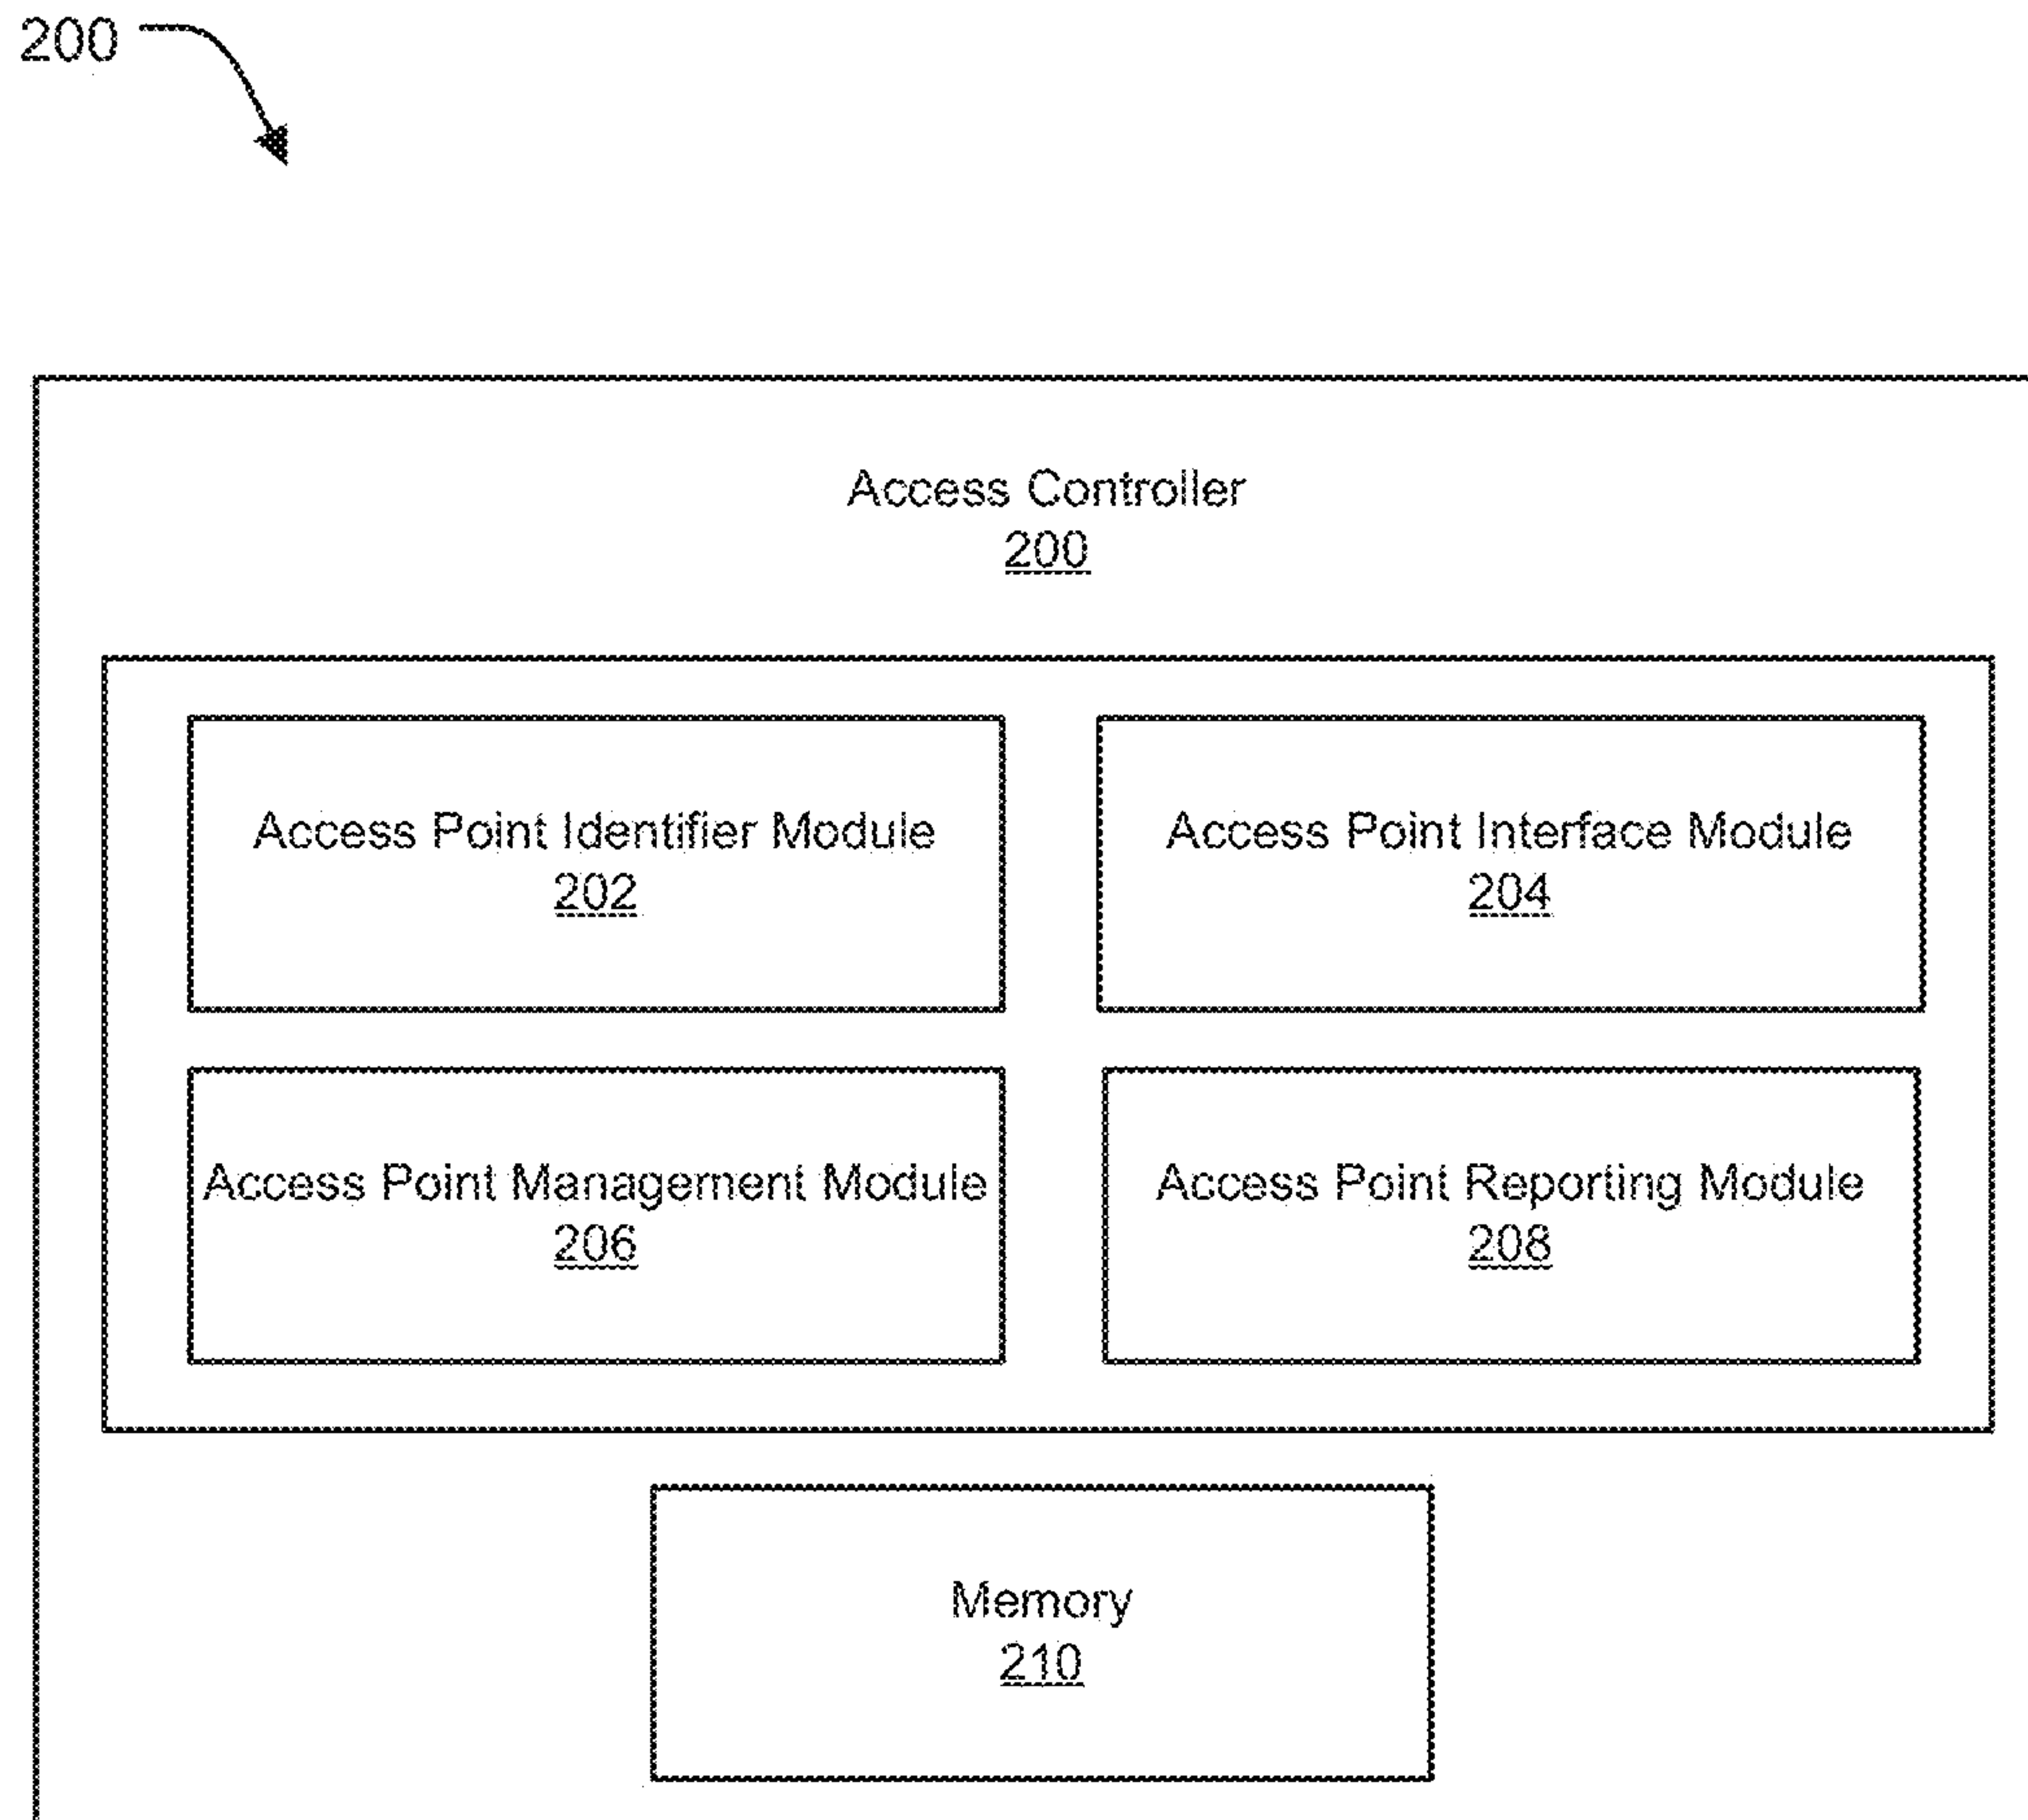 200
Access Controller
200
Access Point Identifier Module
202
Access Point Interface Module
204
Access Point Management Module
206
Access Point Reporting Module
208
Memory
210